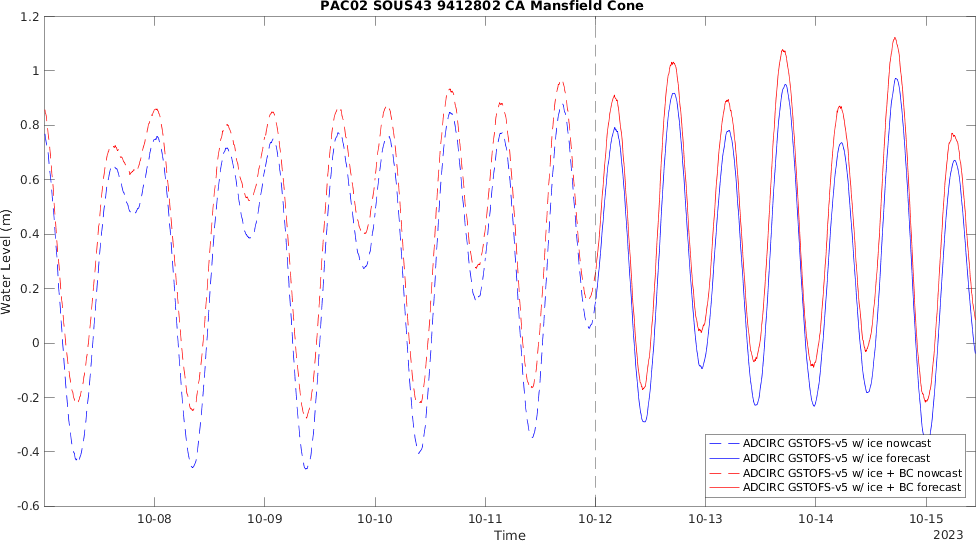 PAC02 SOUS43 9412802 CA Mansfield Cone
1.2
1
0.8
0.6
0.4
0.2
0
-0.2
-0.4
-0.6
Water Level (m)
10-08
10-09
10-10
10-11
10-12
10-13
10-14
10-15
Time
2023
ADCIRC GSTOFS-v5 w/ ice nowcast
ADCIRC GSTOFS-v5 w/ ice forecast
ADCIRC GSTOFS-v5 w/ ice + BC nowcast
ADCIRC GSTOFS-v5 w/ ice + BC forecast